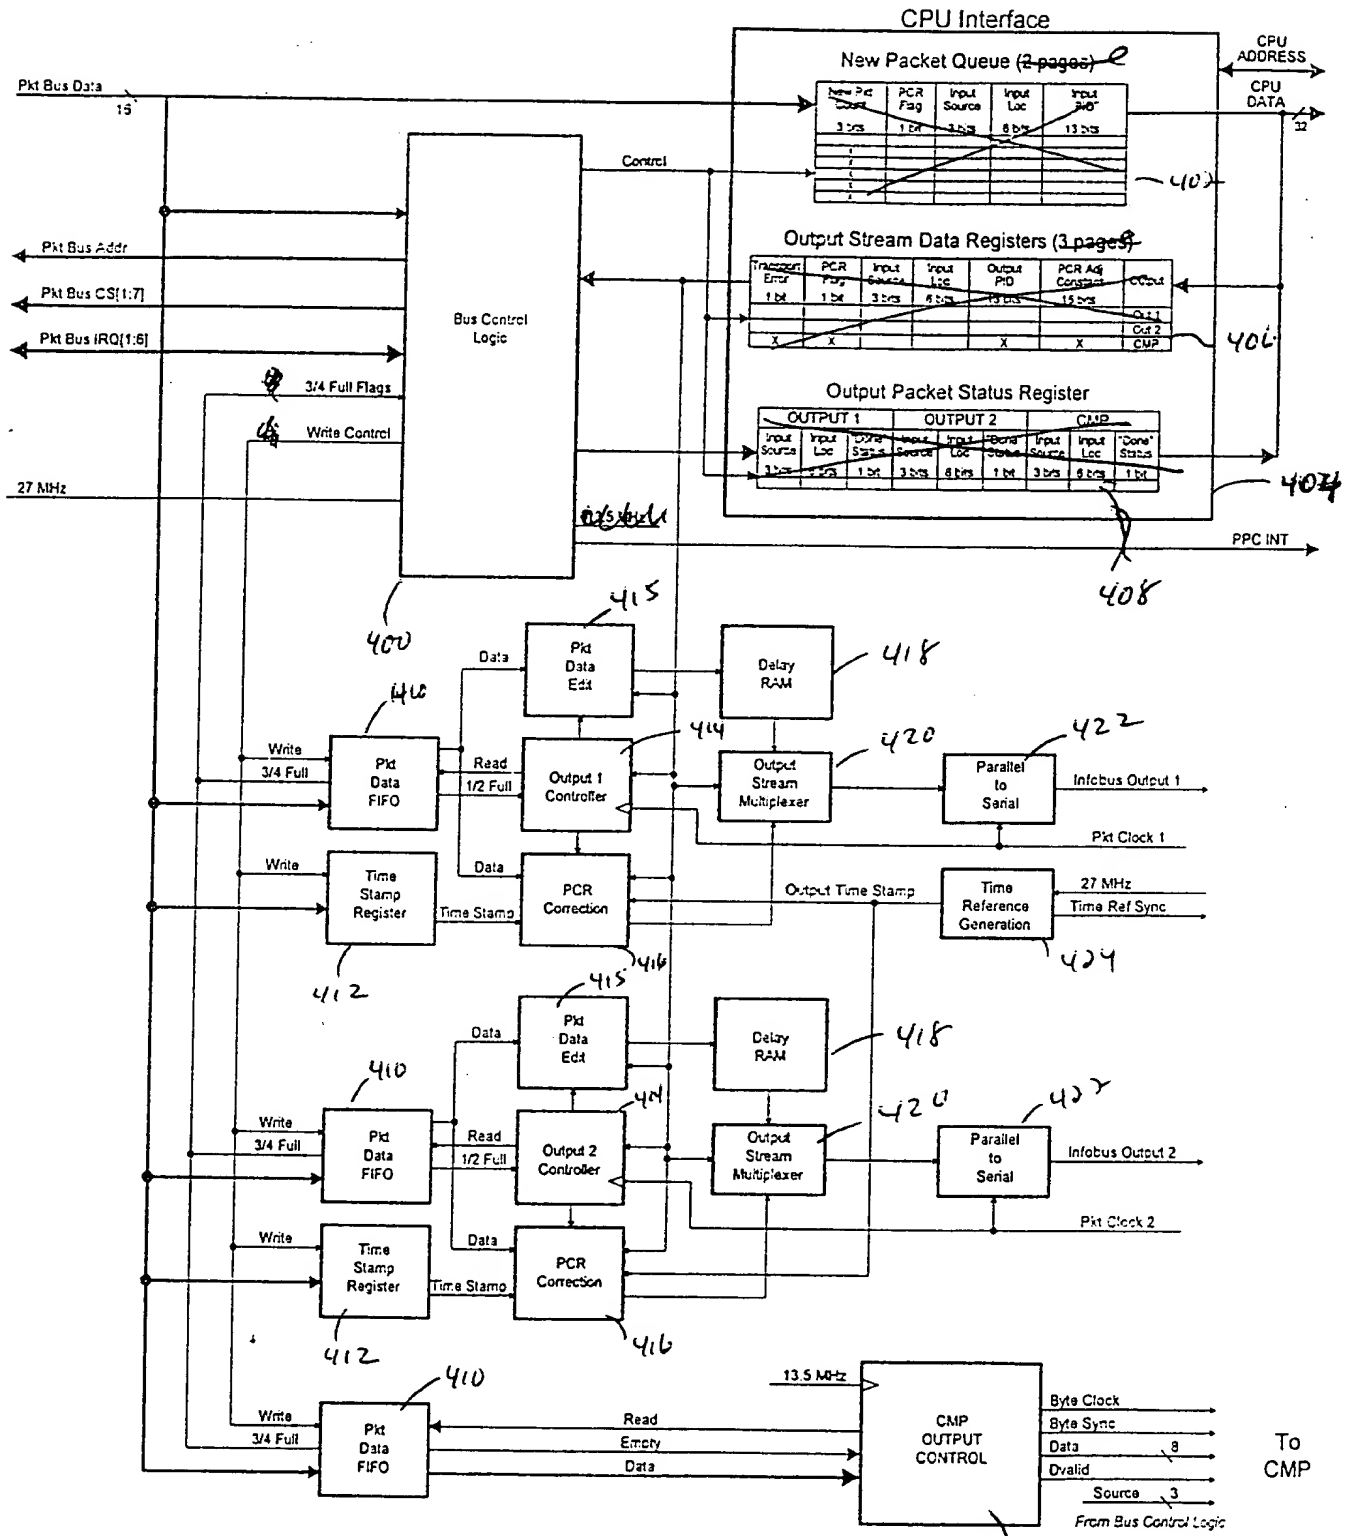 CPU Interface
CPU
ADDRESS
New Packet Queue (2 pages)
Pkt Bus Data
16
CPU
DATA
32
New Pkt
Count
3 bits
PCR
Flag
1 bit
Input
Source
3 bits
Input
Loc
6 bits
Input
PID
13 bits
402
Control
Output Stream Data Registers (3 pages)
Transport
Error
1 bit
PCR
Flag
1 bit
Input
Source
3 bits
Input
Loc
6 bits
Output
PID
13 bits
PCR Adj
Constant
15 bits
Output
Out 1
Out 2
X X X X CMP
406
Pkt Bus Addr
Pkt Bus CS[1:7]
Pkt Bus IRQ[1:6]
Bus Control
Logic
3/4 Full Flags
Write Control
27 MHz
Output Packet Status Register
OUTPUT 1 OUTPUT 2 CMP
Input
Source
3 bits
Input
Loc
6 bits
"Done"
Status
1 bit
Input
Source
3 bits
Input
Loc
6 bits
"Done"
Status
1 bit
Input
Source
3 bits
Input
Loc
6 bits
"Done"
Status
1 bit
404
PPC INT
408
400
415
Pkt
Data
Edit
Data
Delay
RAM
418
410
414
420
422
Write
3/4 Full
Pkt
Data
FIFO
Read
1/2 Full
Output 1
Controller
Output
Stream
Multiplexer
Parallel
to
Serial
Infobus Output 1
Pkt Clock 1
Write
Time
Stamp
Register
Time Stamp
Data
PCR
Correction
Output Time Stamp
Time
Reference
Generation
27 MHz
Time Ref Sync
412
416
424
415
Pkt
Data
Edit
Data
Delay
RAM
418
410
414
420
422
Write
3/4 Full
Pkt
Data
FIFO
Read
1/2 Full
Output 2
Controller
Output
Stream
Multiplexer
Parallel
to
Serial
Infobus Output 2
Pkt Clock 2
Write
Time
Stamp
Register
Time Stamp
Data
PCR
Correction
412
416
410
13.5 MHz
Write
3/4 Full
Pkt
Data
FIFO
Read
Empty
Data
CMP
OUTPUT
CONTROL
Byte Clock
Byte Sync
Data 8
Dvalid
Source 3
From Bus Control Logic
To
CMP